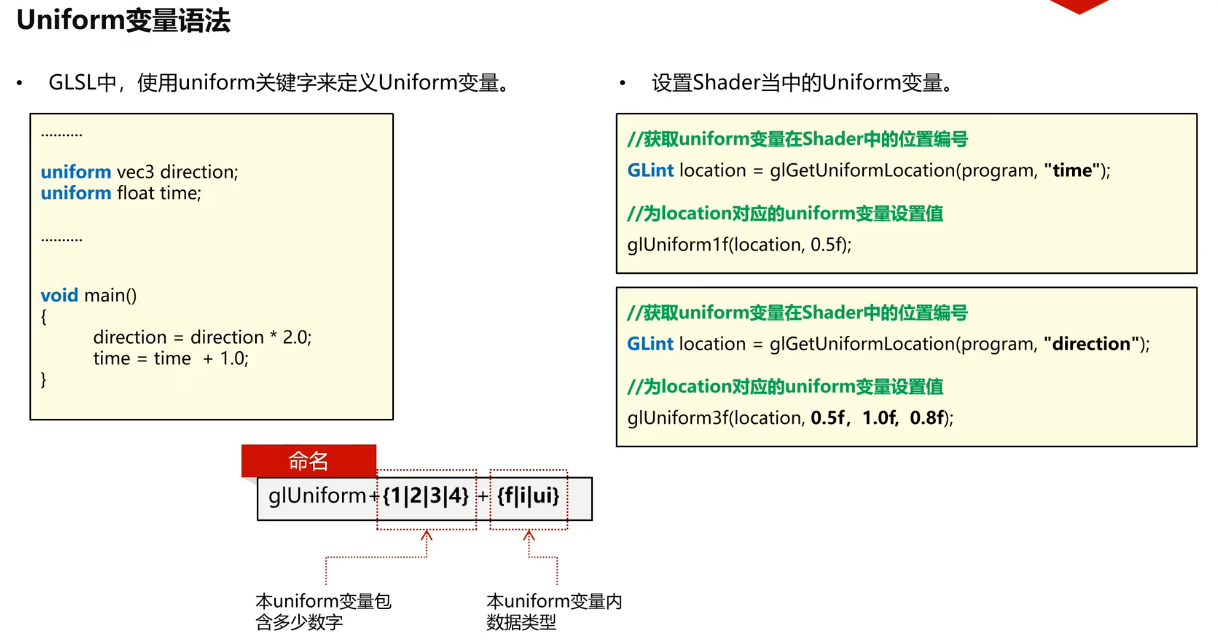 Uniform变量语法
• GLSL中，使用uniform关键字来定义Uniform变量。
..........
uniform vec3 direction;
uniform float time;
..........
void main()
{
direction = direction * 2.0;
time = time + 1.0;
}
• 设置Shader当中的Uniform变量。
//获取uniform变量在Shader中的位置编号
GLint location = glGetUniformLocation(program, "time");
//为location对应的uniform变量设置值
glUniform1f(location, 0.5f);
//获取uniform变量在Shader中的位置编号
GLint location = glGetUniformLocation(program, "direction");
//为location对应的uniform变量设置值
glUniform3f(location, 0.5f，1.0f, 0.8f);
命名
glUniform+{1|2|3|4} + {f|i|ui}
本uniform变量包
含多少数字
本uniform变量内
数据类型